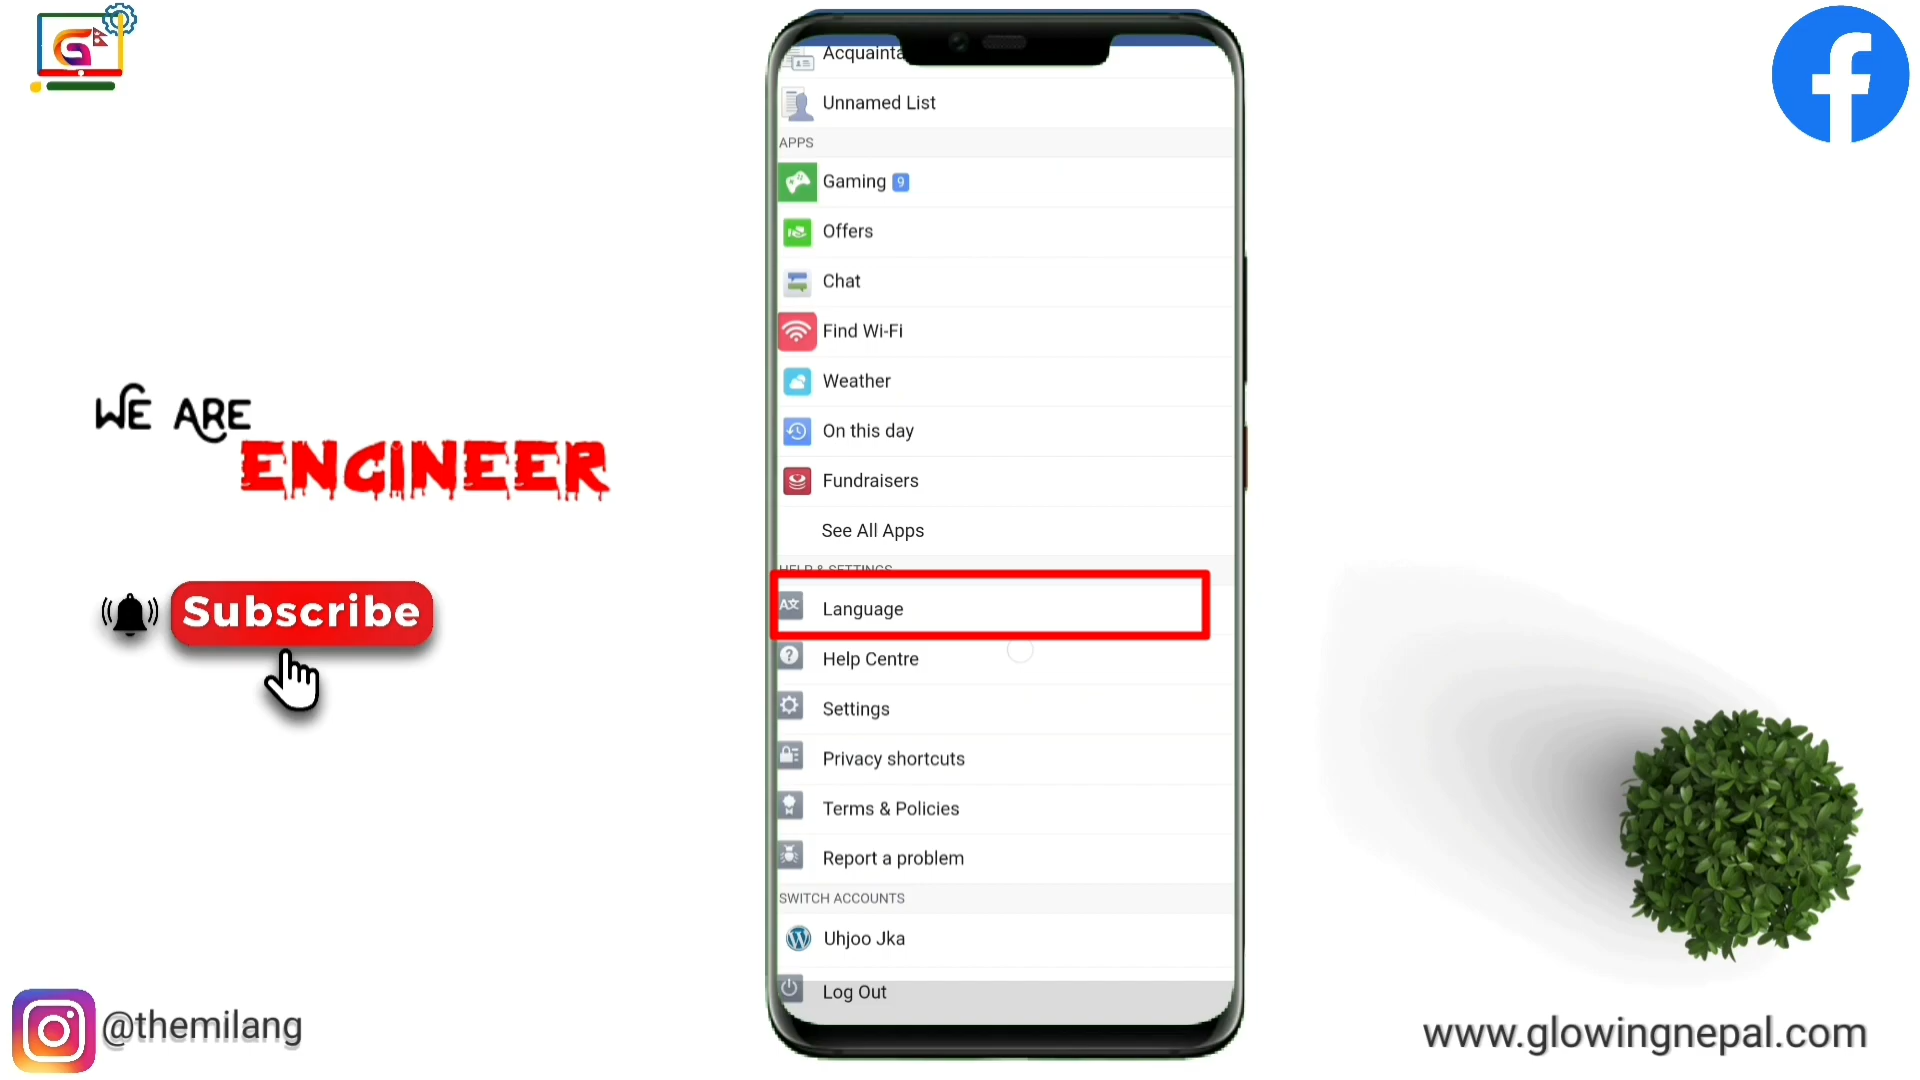 Acquainta
Unnamed List
APPS
Gaming 9
Offers
Chat
Find Wi-Fi
Weather
On this day
Fundraisers
See All Apps
HELP & SETTINGS
Language
Help Centre
Settings
Privacy shortcuts
Terms & Policies
Report a problem
SWITCH ACCOUNTS
Uhjoo Jka
Log Out
WE ARE
ENGINEER
Subscribe
@themilang
www.glowingnepal.com